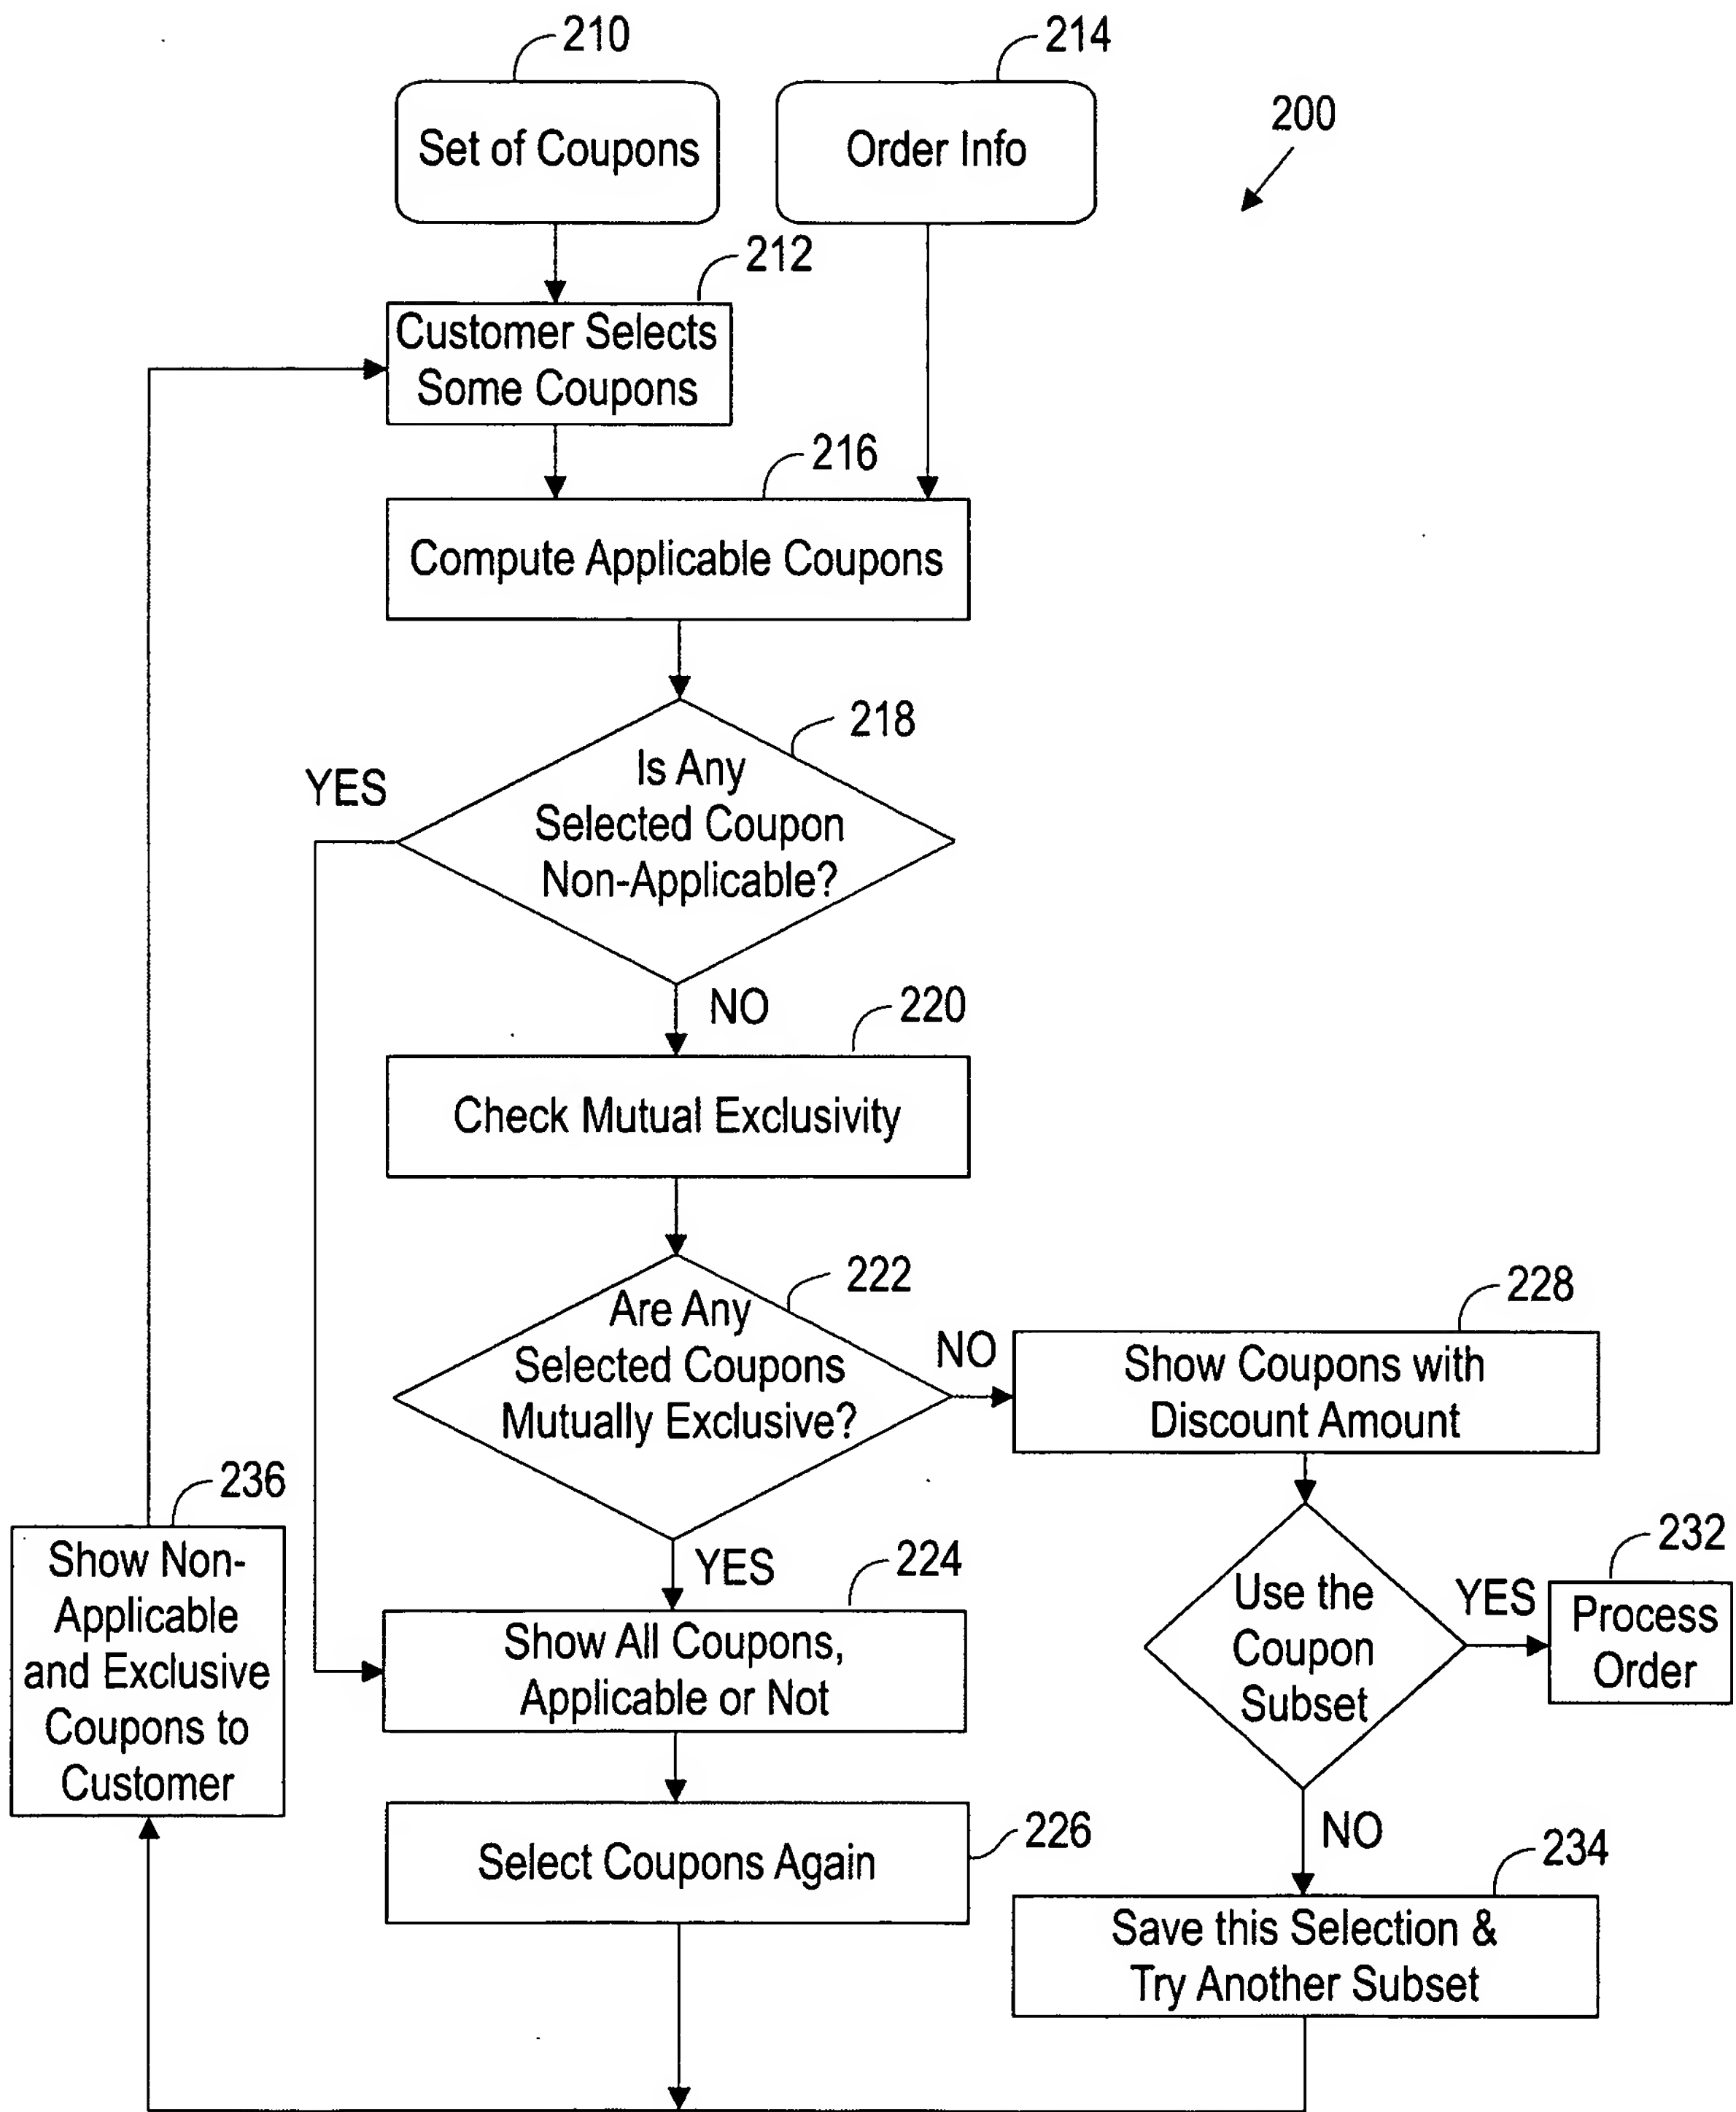 210
214
200
Set of Coupons
Order Info
212
Customer Selects
Some Coupons
216
Compute Applicable Coupons
218
YES
Is Any
Selected Coupon
Non-Applicable?
NO
220
Check Mutual Exclusivity
222
Are Any
Selected Coupons
Mutually Exclusive?
NO
228
Show Coupons with
Discount Amount
236
Show Non-
Applicable
and Exclusive
Coupons to
Customer
YES
224
Show All Coupons,
Applicable or Not
Use the
Coupon
Subset
YES
232
Process
Order
226
Select Coupons Again
NO
234
Save this Selection &
Try Another Subset